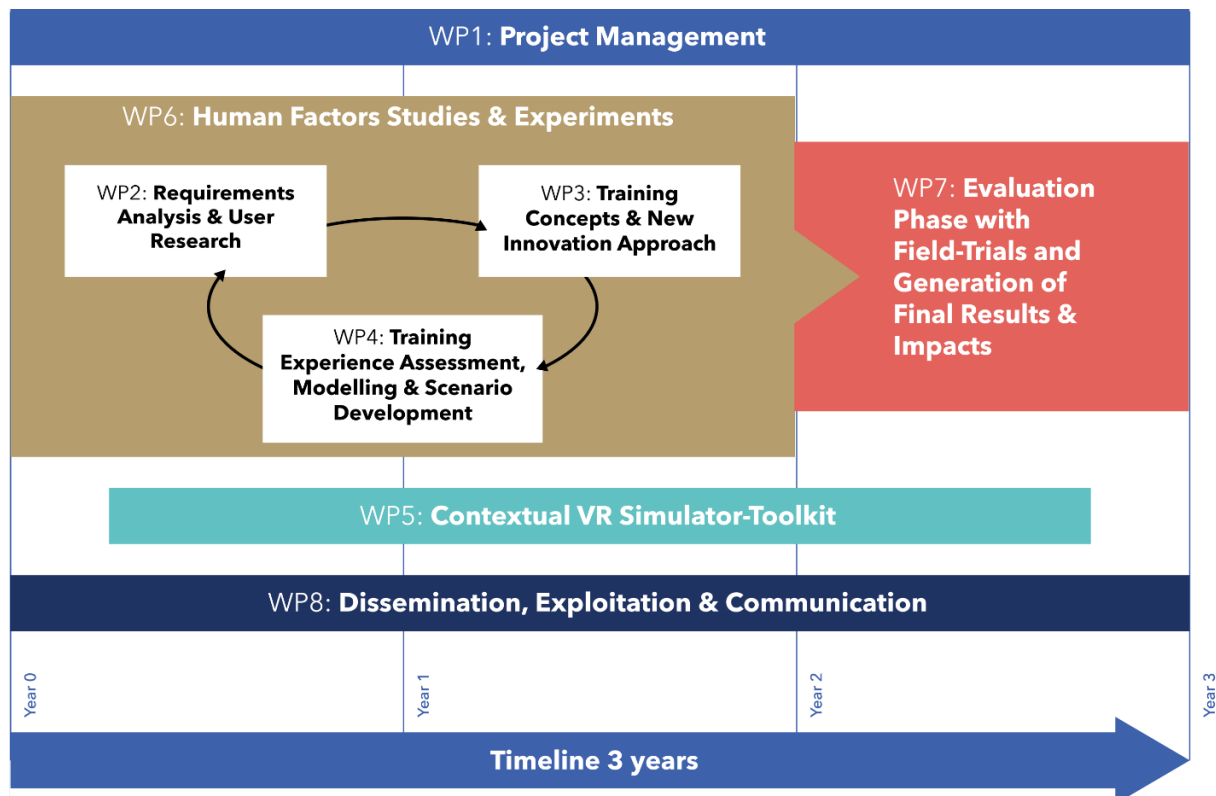 WP1: Project Management
WP6: Human Factors Studies & Experiments
WP2: Requirements
Analysis & User
Research
WP3: Training
Concepts & New
Innovation Approach
WP4: Training
Experience Assessment,
Modelling & Scenario
Development
WP7: Evaluation
Phase with
Field-Trials and
Generation of
Final Results &
Impacts
WP5: Contextual VR Simulator-Toolkit
WP8: Dissemination, Exploitation & Communication
Year 0
Year 1
Year 2
Year 3
Timeline 3 years